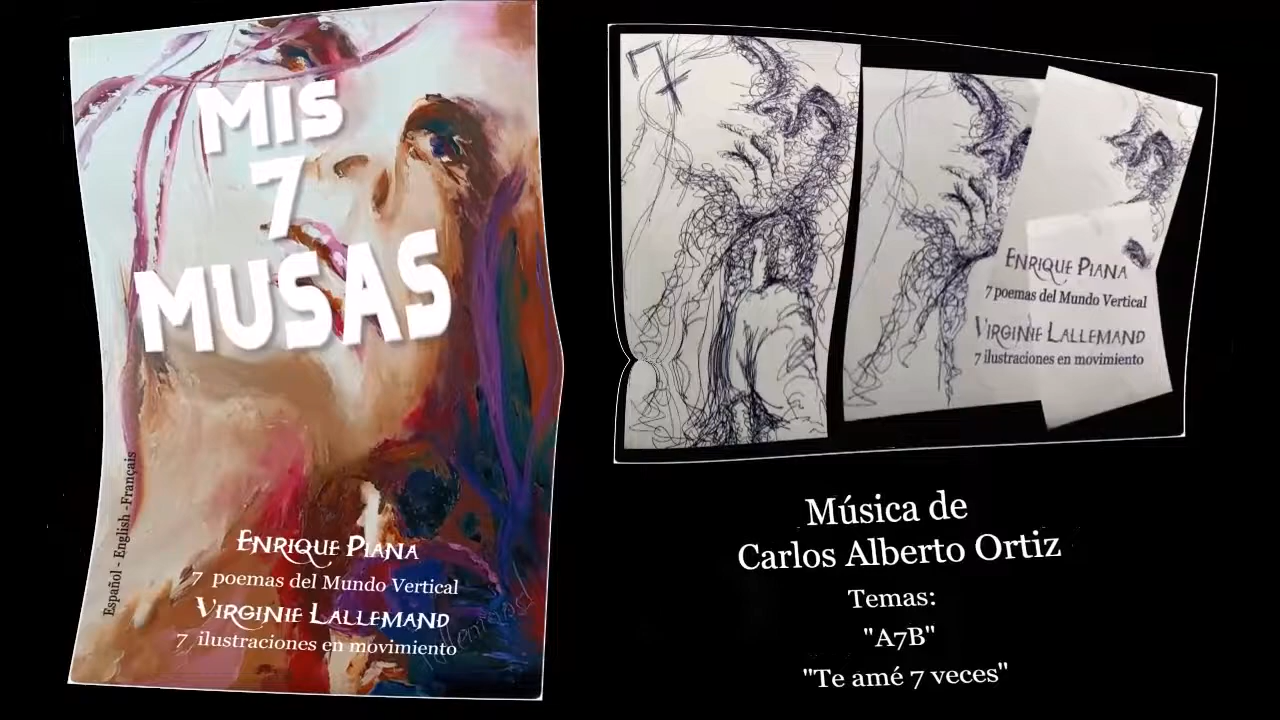 Mis
7
MUSAS
Español - English - Français
ENRIQUE PIANA
7 poemas del Mundo Vertical
VIRGINIE LALLEMAND
7 ilustraciones en movimiento
Lallemand
7
ENRIQUE PIANA
7 poemas del Mundo Vertical
VIRGINIE LALLEMAND
7 ilustraciones en movimiento
Música de
Carlos Alberto Ortiz
Temas:
"A7B"
"Te amé 7 veces"